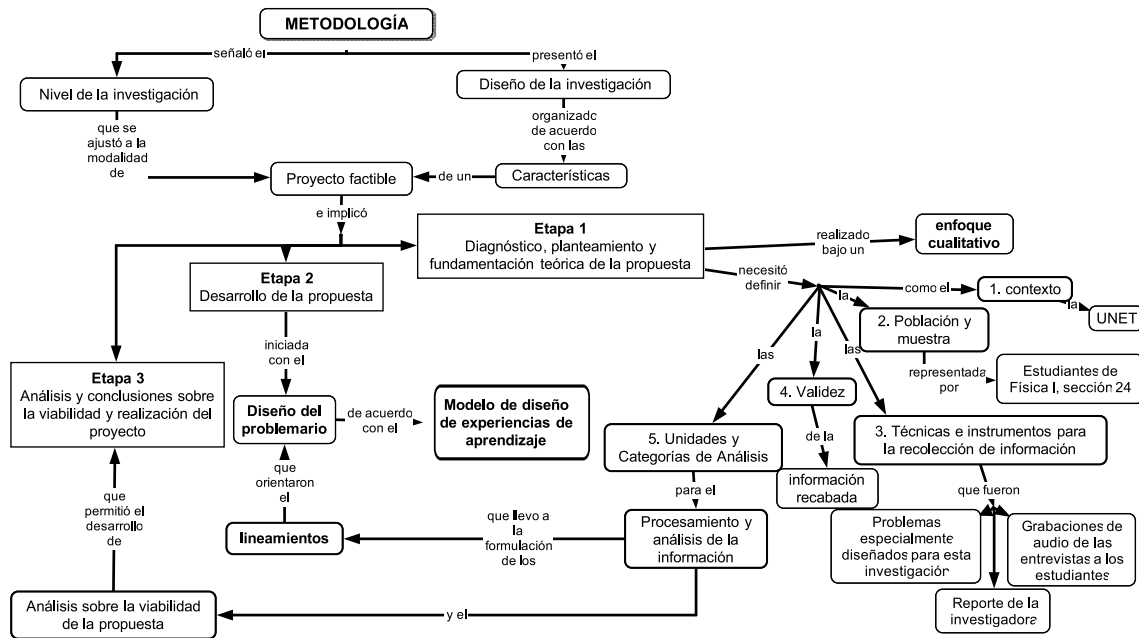 METODOLOGÍA
señaló el
presentó el
Nivel de la investigación
Diseño de la investigación
que se
ajustó a la
modalidad
de
organizado
de acuerdo
con las
Proyecto factible
de un
Características
e implicó
Etapa 1
Diagnóstico, planteamiento y
fundamentación teórica de la propuesta
realizado
bajo un
enfoque
cualitativo
Etapa 2
Desarrollo de la propuesta
necesitó
definir
como el
1. contexto
la
UNET
la
2. Población y
muestra
representada
por
Estudiantes de
Física I, sección 24
iniciada
con el
las
la
las
4. Validez
de la
información
recabada
Etapa 3
Análisis y conclusiones sobre
la viabilidad y realización del
proyecto
Diseño del
problemario
de acuerdo
con el
Modelo de diseño
de experiencias de
aprendizaje
5. Unidades y
Categorías de Análisis
3. Técnicas e instrumentos para
la recolección de información
que
orientaron
el
para el
que fueron
que
permitió el
desarrollo
de
lineamientos
que llevo a
la
formulación
de los
Procesamiento y
análisis de la
información
Problemas
especialmente
diseñados para esta
investigación
Grabaciones de
audio de las
entrevistas a los
estudiantes
Reporte de la
investigadora
Análisis sobre la viabilidad
de la propuesta
y el